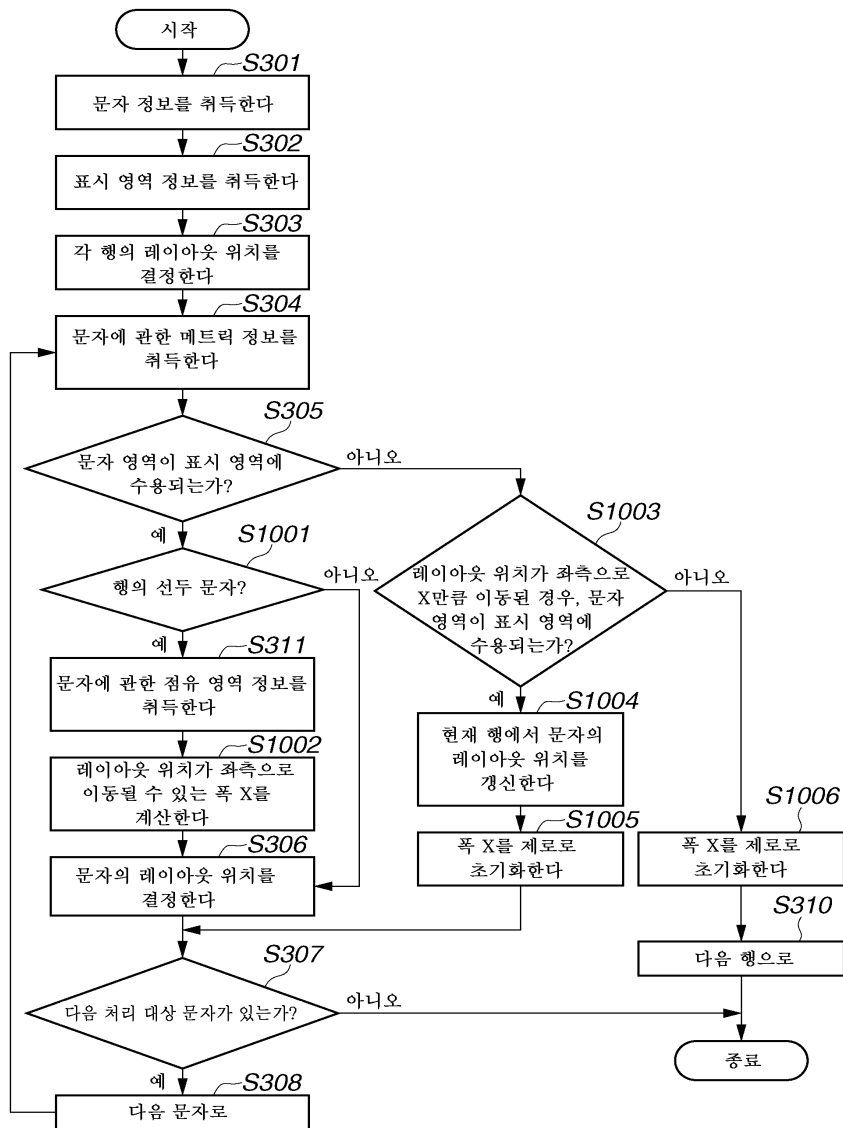 시작
S301
문자 정보를 취득한다
S302
표시 영역 정보를 취득한다
S303
각 행의 레이아웃 위치를
결정한다
S304
문자에 관한 메트릭 정보를
취득한다
S305
문자 영역이 표시 영역에
수용되는가?
아니오
예
S1001
행의 선두 문자?
아니오
예
S311
문자에 관한 점유 영역 정보를
취득한다
S1002
레이아웃 위치가 좌측으로
이동될 수 있는 폭 X를
계산한다
S306
문자의 레이아웃 위치를
결정한다
S1003
레이아웃 위치가 좌측으로
X만큼 이동된 경우, 문자
영역이 표시 영역에
수용되는가?
아니오
예
S1004
현재 행에서 문자의
레이아웃 위치를
갱신한다
S1005
폭 X를 제로로
초기화한다
S1006
폭 X를 제로로
초기화한다
S310
다음 행으로
S307
다음 처리 대상 문자가 있는가?
아니오
예
종료
S308
다음 문자로